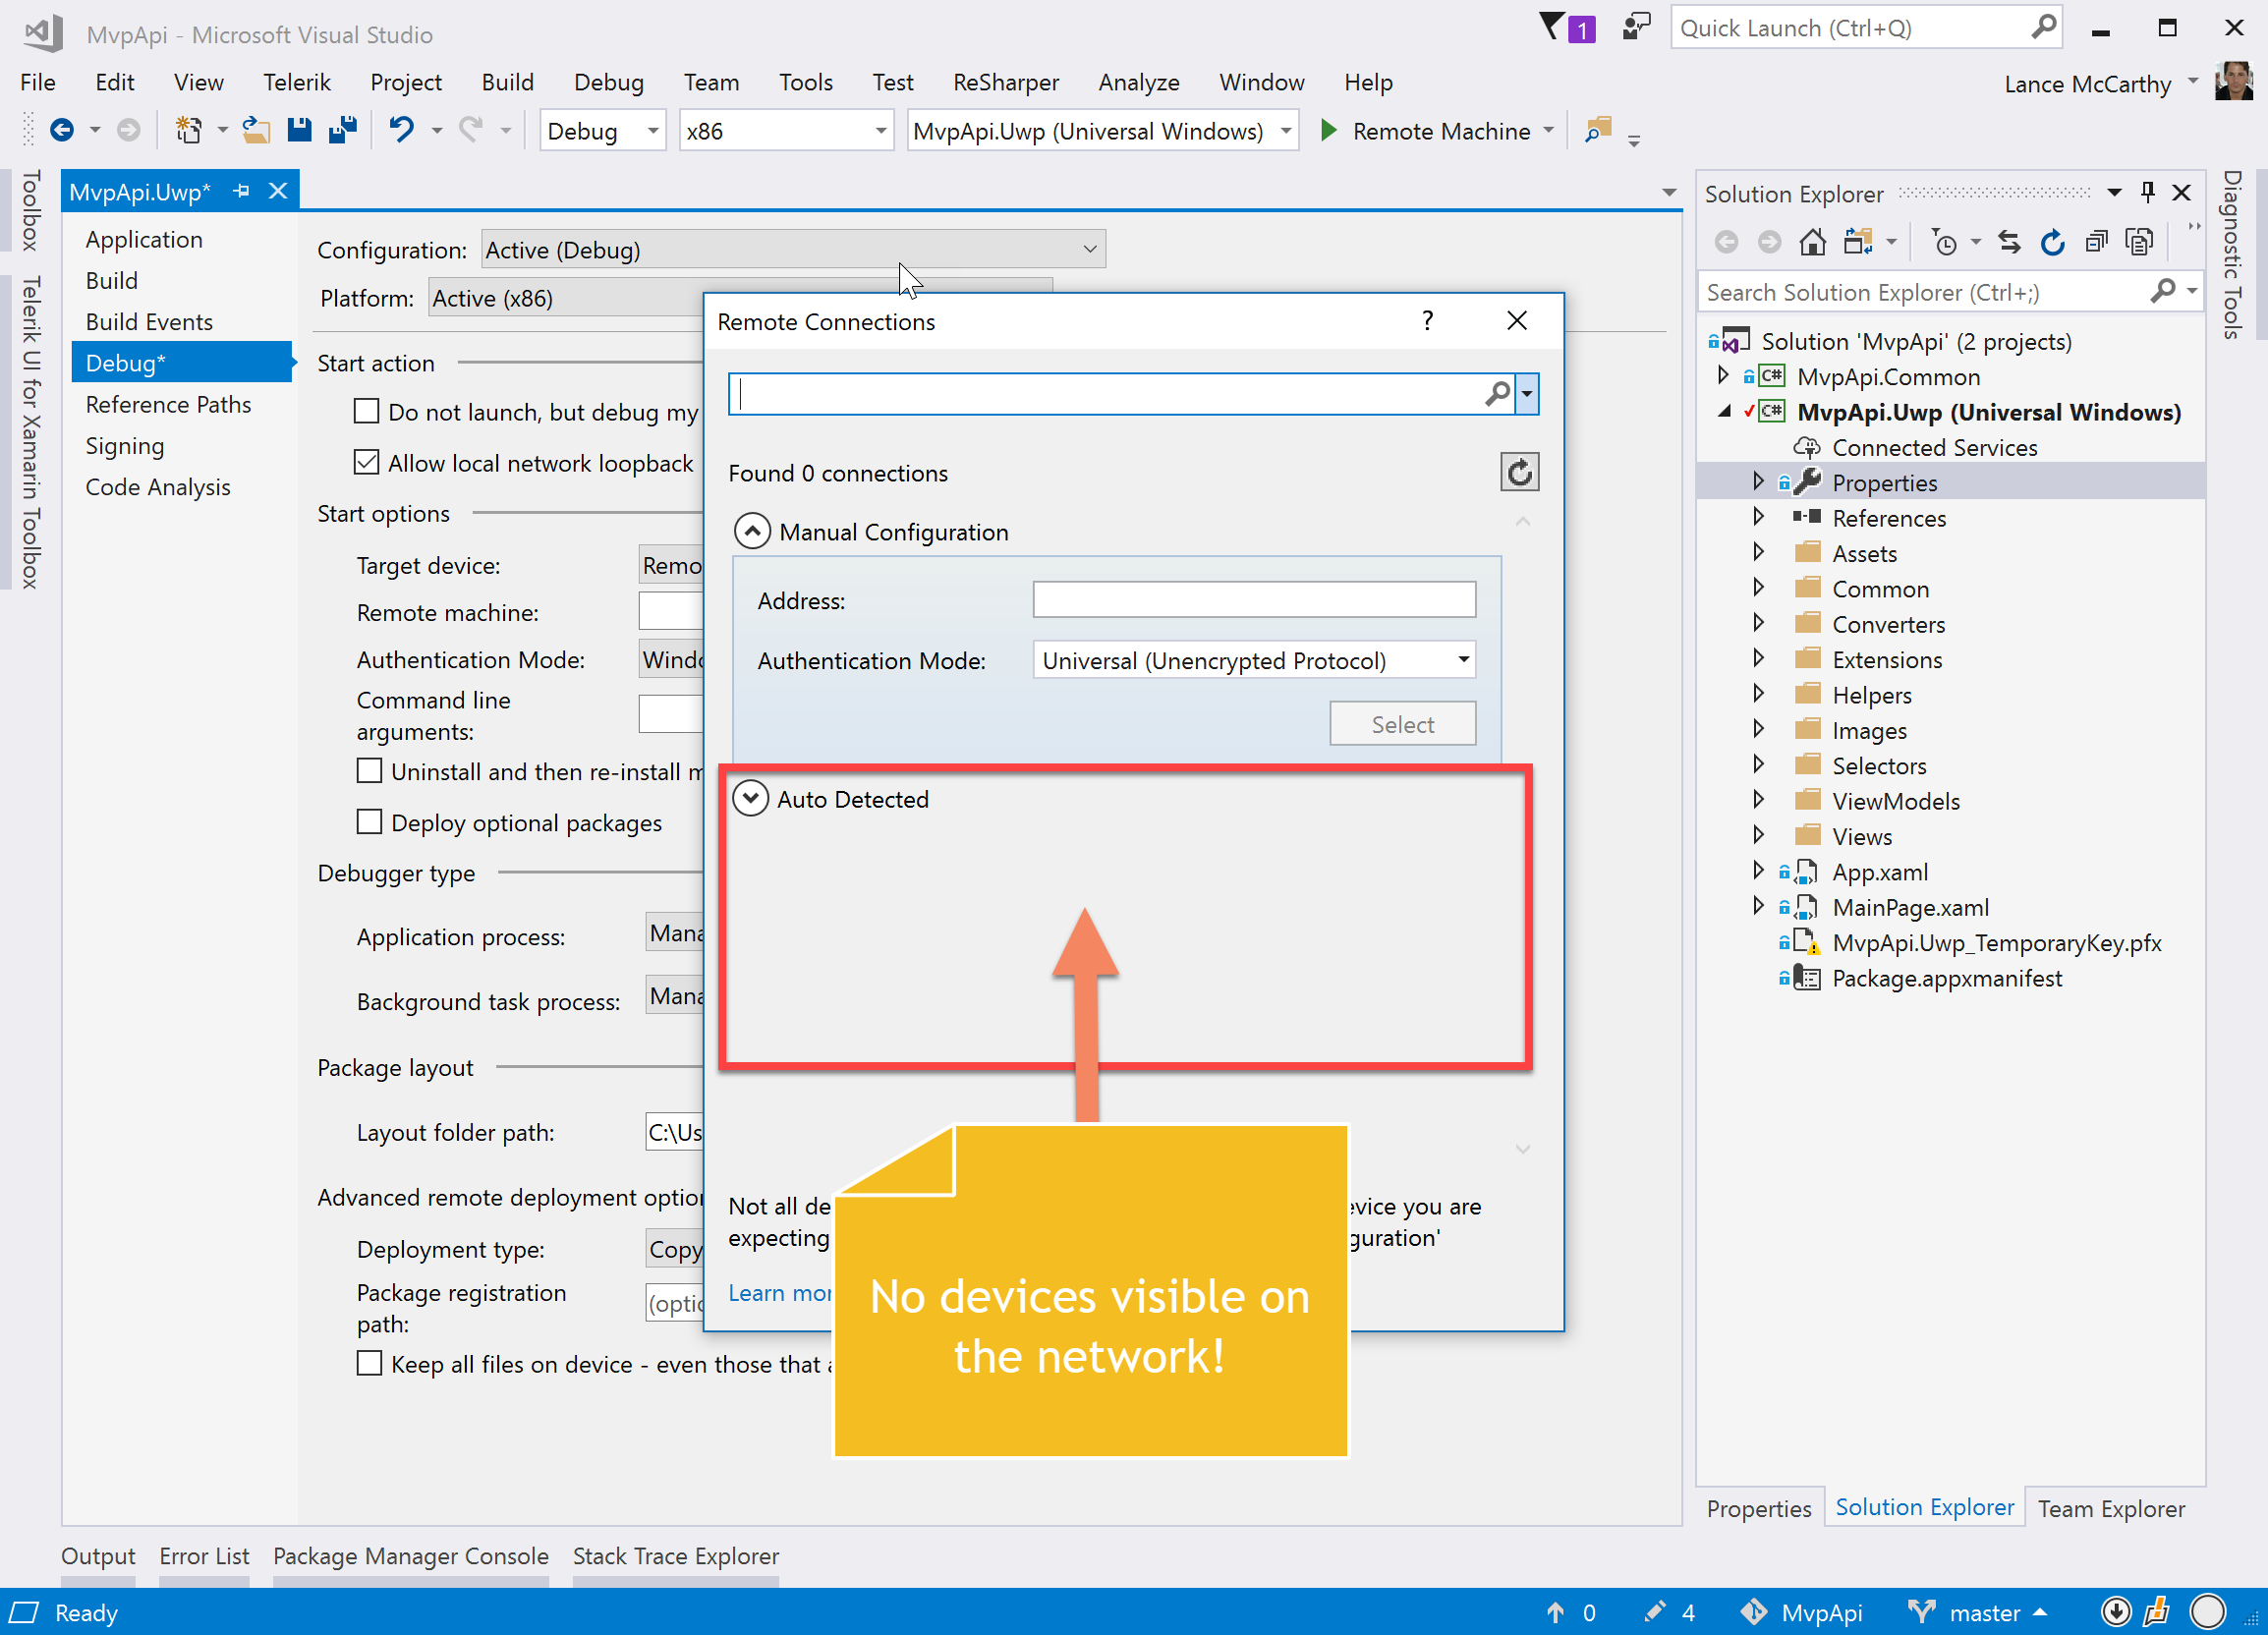 MvpApi - Microsoft Visual Studio
1
Quick Launch (Ctrl+Q)
File Edit View Telerik Project Build Debug Team Tools Test ReSharper Analyze Window Help
Lance McCarthy
Debug x86 MvpApi.Uwp (Universal Windows) Remote Machine
Toolbox
Telerik UI for Xamarin Toolbox
MvpApi.Uwp*
Application
Build
Build Events
Debug*
Reference Paths
Signing
Code Analysis
Configuration: Active (Debug)
Platform: Active (x86)
Start action
Do not launch, but debug my
Allow local network loopback
Start options
Target device: Remo
Remote machine:
Authentication Mode: Windo
Command line
arguments:
Uninstall and then re-install m
Deploy optional packages
Debugger type
Application process: Mana
Background task process: Mana
Package layout
Layout folder path: C:\Us
Advanced remote deployment option
Deployment type: Copy
Package registration
path:
(optio
Keep all files on device - even those that a
Remote Connections ?
Found 0 connections
Manual Configuration
Address:
Authentication Mode: Universal (Unencrypted Protocol)
Select
Auto Detected
Not all de evice you are
expecting guration'
Learn mor
No devices visible on
the network!
Solution Explorer
Search Solution Explorer (Ctrl+;)
Solution 'MvpApi' (2 projects)
C# MvpApi.Common
C# MvpApi.Uwp (Universal Windows)
Connected Services
Properties
References
Assets
Common
Converters
Extensions
Helpers
Images
Selectors
ViewModels
Views
App.xaml
MainPage.xaml
MvpApi.Uwp_TemporaryKey.pfx
Package.appxmanifest
Properties Solution Explorer Team Explorer
Diagnostic Tools
Output Error List Package Manager Console Stack Trace Explorer
Ready
0 4 MvpApi master